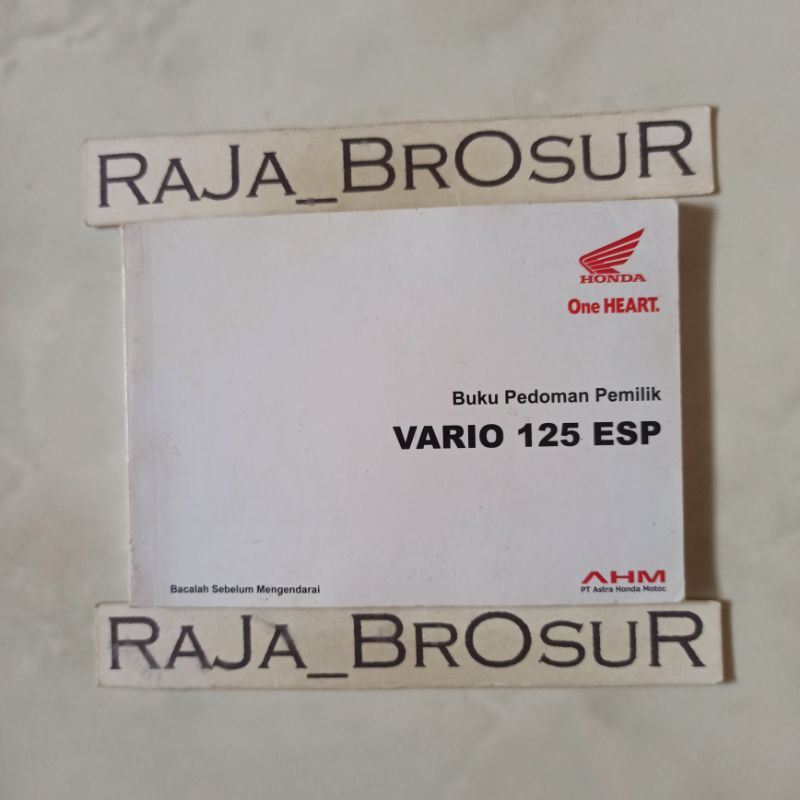 RAJA_BROSUR
HONDA
One HEART.
Buku Pedoman Pemilik
VARIO 125 ESP
Bacalah Sebelum Mengendarai
AHM
PT Astra Honda Motor
RAJA_BROSUR